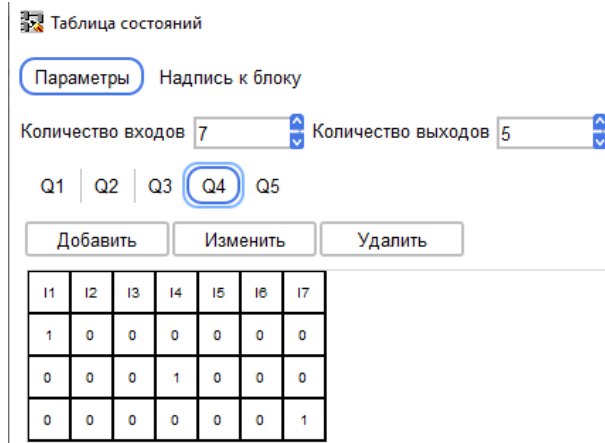 Таблица состояний
Параметры Надпись к блоку
Количество входов 7 Количество выходов 5
Q1 Q2 Q3 Q4 Q5
Добавить Изменить Удалить
I1 I2 I3 I4 I5 I6 I7
1 0 0 0 0 0 0
0 0 0 1 0 0 0
0 0 0 0 0 0 1